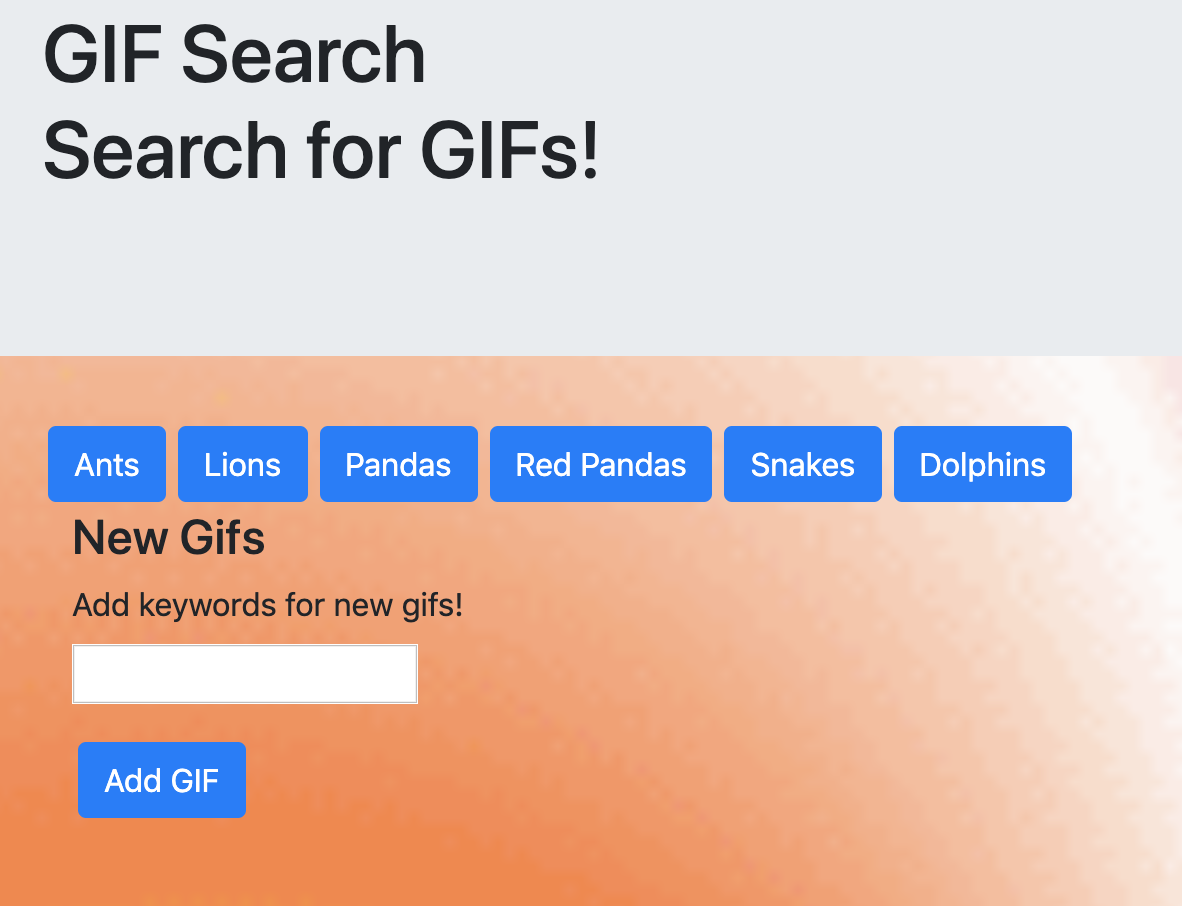 GIF Search
Search for GIFs!
Ants Lions Pandas Red Pandas Snakes Dolphins
New Gifs
Add keywords for new gifs!
Add GIF